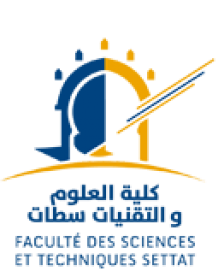 كلية العلوم
و التقنيات سطات
FACULTÉ DES SCIENCES
ET TECHNIQUES SETTAT